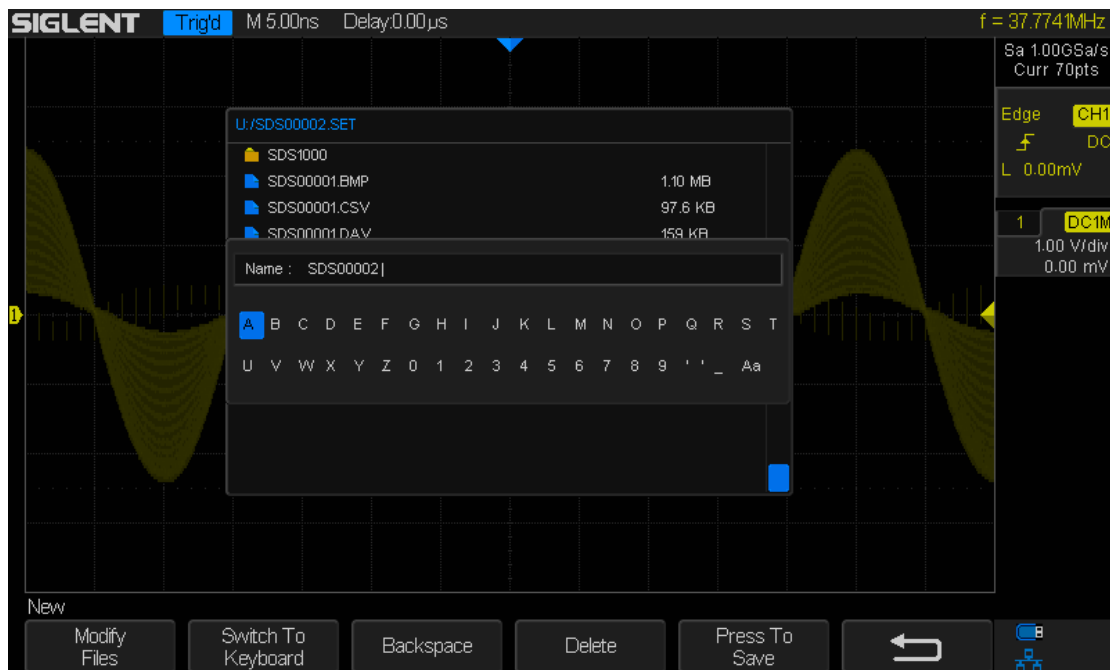 SIGLENT Trig'd M 5.00ns Delay:0.00µs f = 37.7741MHz
Sa 1.00GSa/s
Curr 70pts
Edge CH1
DC
L 0.00mV
1 DC1M
1.00 V/div
0.00 mV
U:/SDS00002.SET
SDS1000
SDS00001.BMP 1.10 MB
SDS00001.CSV 97.6 KB
SDS00001.DAV 159 KB
Name : SDS00002
1
A B C D E F G H I J K L M N O P Q R S T
U V W X Y Z 0 1 2 3 4 5 6 7 8 9 ' ' _ Aa
New
Modify Files
Switch To Keyboard
Backspace
Delete
Press To Save